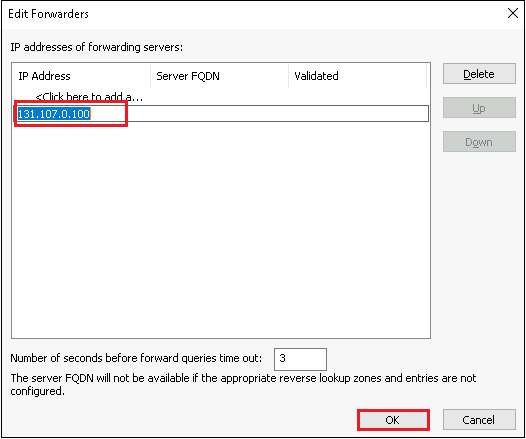 Edit Forwarders
IP addresses of forwarding servers:
IP Address Server FQDN Validated
<Click here to add a...
131.107.0.100
Delete
Up
Down
Number of seconds before forward queries time out: 3
The server FQDN will not be available if the appropriate reverse lookup zones and entries are not
configured.
OK Cancel